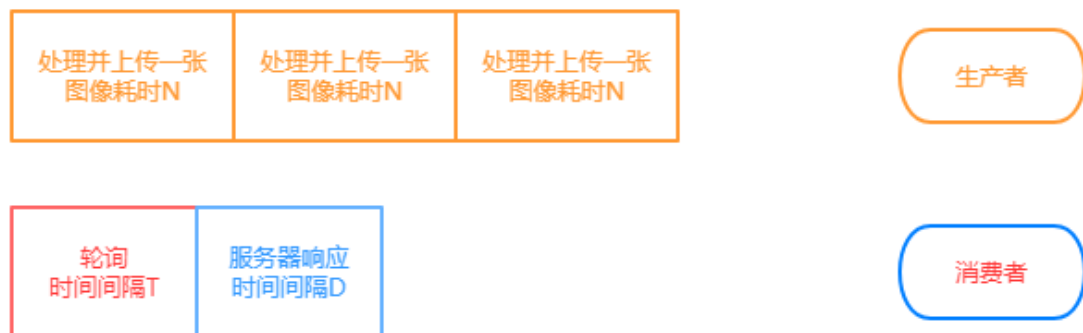 处理并上传一张
图像耗时N
处理并上传一张
图像耗时N
处理并上传一张
图像耗时N
生产者
轮询
时间间隔T
服务器响应
时间间隔D
消费者